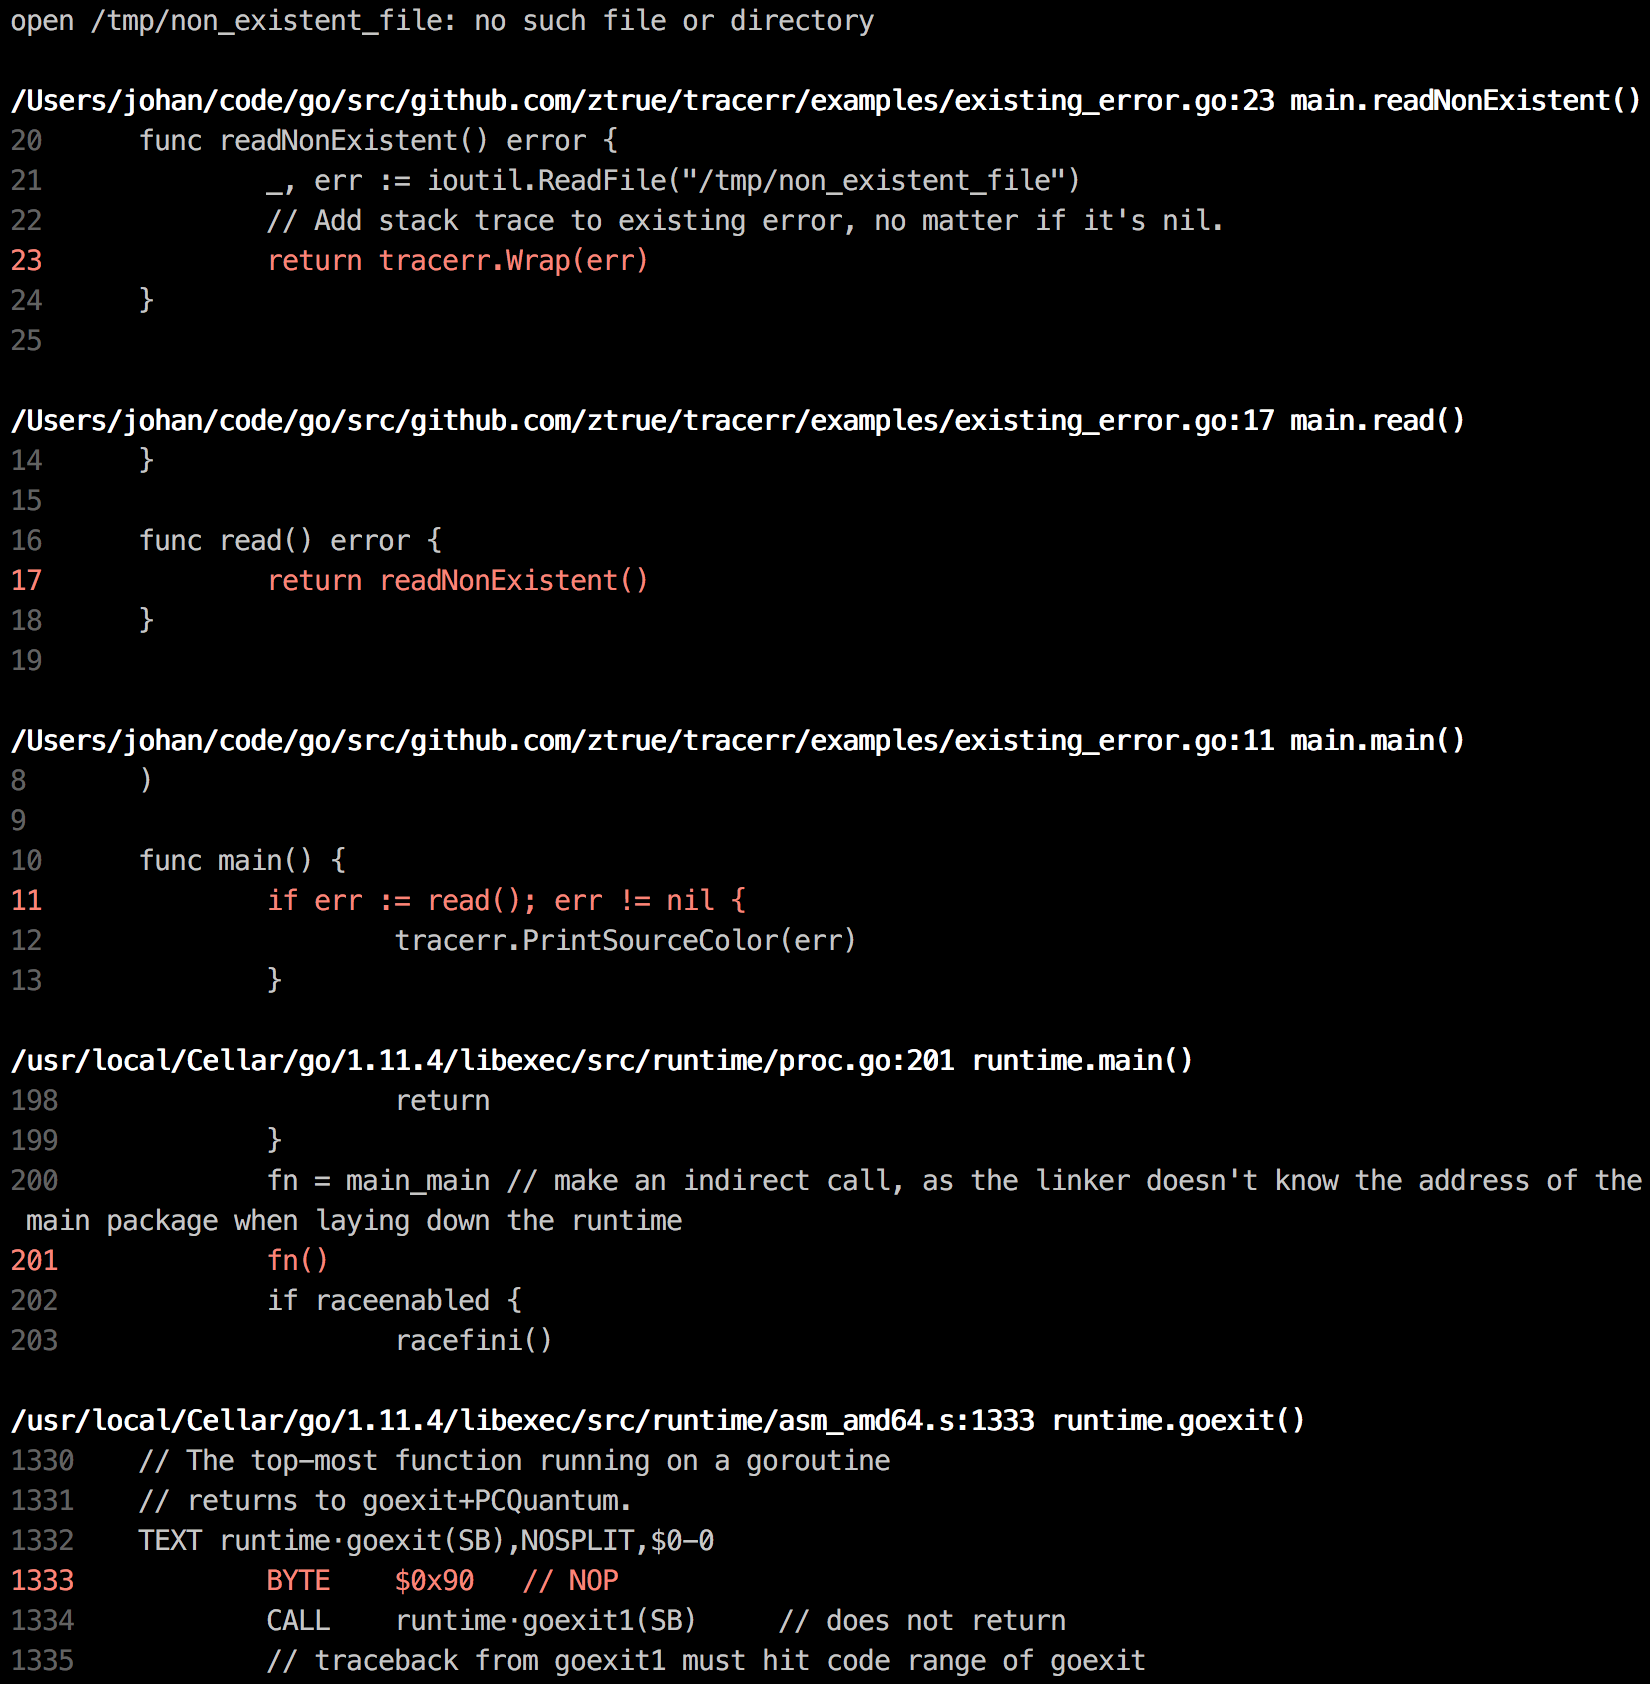 open /tmp/non_existent_file: no such file or directory

/Users/johan/code/go/src/github.com/ztrue/tracerr/examples/existing_error.go:23 main.readNonExistent()
20      func readNonExistent() error {
21              _, err := ioutil.ReadFile("/tmp/non_existent_file")
22              // Add stack trace to existing error, no matter if it's nil.
23              return tracerr.Wrap(err)
24      }
25

/Users/johan/code/go/src/github.com/ztrue/tracerr/examples/existing_error.go:17 main.read()
14      }
15
16      func read() error {
17              return readNonExistent()
18      }
19

/Users/johan/code/go/src/github.com/ztrue/tracerr/examples/existing_error.go:11 main.main()
8       )
9
10      func main() {
11              if err := read(); err != nil {
12                      tracerr.PrintSourceColor(err)
13              }

/usr/local/Cellar/go/1.11.4/libexec/src/runtime/proc.go:201 runtime.main()
198                     return
199             }
200             fn = main_main // make an indirect call, as the linker doesn't know the address of the
 main package when laying down the runtime
201             fn()
202             if raceenabled {
203                     racefini()

/usr/local/Cellar/go/1.11.4/libexec/src/runtime/asm_amd64.s:1333 runtime.goexit()
1330    // The top-most function running on a goroutine
1331    // returns to goexit+PCQuantum.
1332    TEXT runtime·goexit(SB),NOSPLIT,$0-0
1333            BYTE    $0x90   // NOP
1334            CALL    runtime·goexit1(SB)     // does not return
1335            // traceback from goexit1 must hit code range of goexit